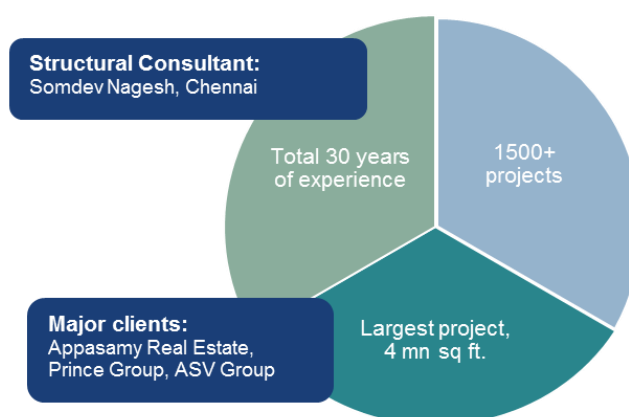 Structural Consultant:
Somdev Nagesh, Chennai
Total 30 years
of experience
1500+
projects
Major clients:
Appasamy Real Estate,
Prince Group, ASV Group
Largest project,
4 mn sq ft.